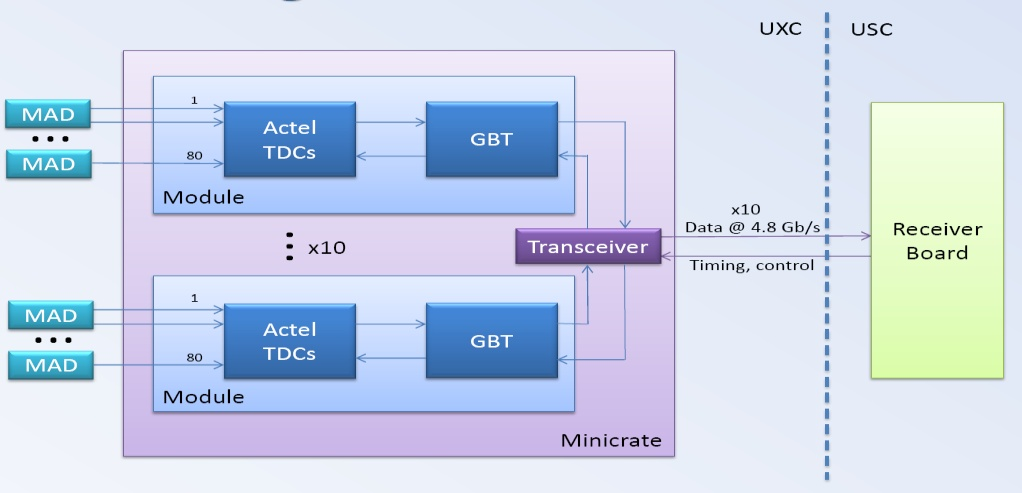 UXC
USC
MAD
MAD
1
80
Actel
TDCs
GBT
Module
x10
Transceiver
x10
Data @ 4.8 Gb/s
Timing, control
Receiver
Board
MAD
MAD
1
80
Actel
TDCs
GBT
Module
Minicrate